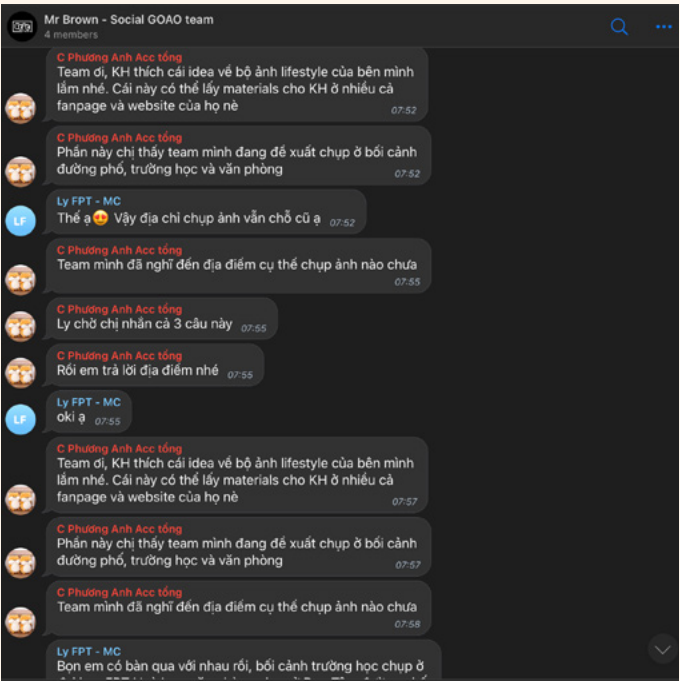 Mr Brown - Social GOAO team
4 members
C Phương Anh Acc tổng
Team ơi, KH thích cái idea về bộ ảnh lifestyle của bên mình
lắm nhé. Cái này có thể lấy materials cho KH ở nhiều cả
fanpage và website của họ nè
07:52
C Phương Anh Acc tổng
Phần này chị thấy team mình đang đề xuất chụp ở bối cảnh
đường phố, trường học và văn phòng
07:52
LF
Ly FPT - MC
Thế ạ😍 Vậy địa chỉ chụp ảnh vẫn chỗ cũ ạ 07:52
C Phương Anh Acc tổng
Team mình đã nghĩ đến địa điểm cụ thể chụp ảnh nào chưa
07:55
C Phương Anh Acc tổng
Ly chờ chị nhắn cả 3 câu này 07:55
C Phương Anh Acc tổng
Rồi em trả lời địa điểm nhé 07:55
LF
Ly FPT - MC
oki ạ 07:55
C Phương Anh Acc tổng
Team ơi, KH thích cái idea về bộ ảnh lifestyle của bên mình
lắm nhé. Cái này có thể lấy materials cho KH ở nhiều cả
fanpage và website của họ nè
07:57
C Phương Anh Acc tổng
Phần này chị thấy team mình đang đề xuất chụp ở bối cảnh
đường phố, trường học và văn phòng
07:57
C Phương Anh Acc tổng
Team mình đã nghĩ đến địa điểm cụ thể chụp ảnh nào chưa
07:58
Ly FPT - MC
Bọn em có bàn qua với nhau rồi, bối cảnh trường học chụp ở